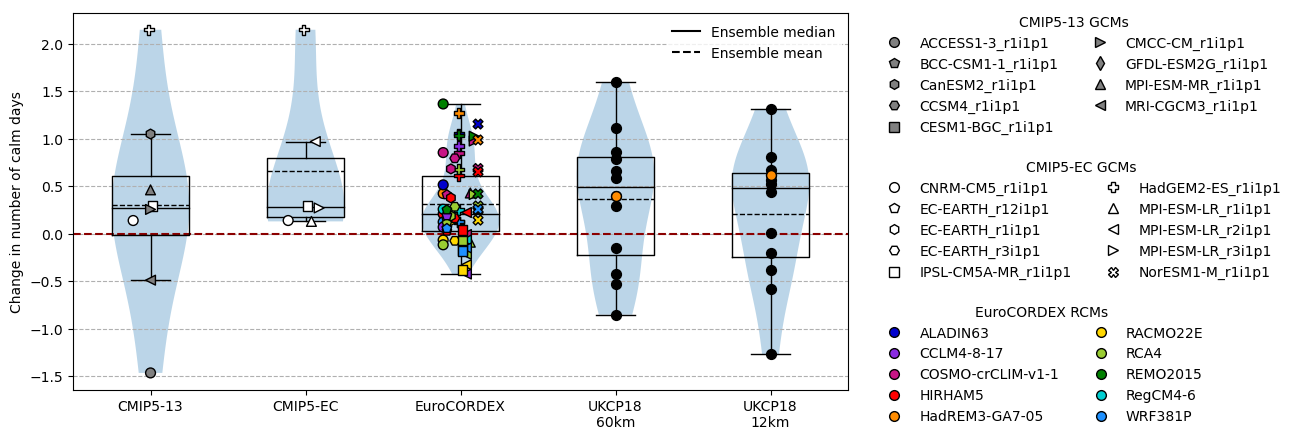 Change in number of calm days
2.0
1.5
1.0
0.5
0.0
−0.5
−1.0
−1.5
CMIP5-13
CMIP5-EC
EuroCORDEX
UKCP18
60km
UKCP18
12km
Ensemble median
Ensemble mean
CMIP5-13 GCMs
ACCESS1-3_r1i1p1
BCC-CSM1-1_r1i1p1
CanESM2_r1i1p1
CCSM4_r1i1p1
CESM1-BGC_r1i1p1
CMCC-CM_r1i1p1
GFDL-ESM2G_r1i1p1
MPI-ESM-MR_r1i1p1
MRI-CGCM3_r1i1p1
CMIP5-EC GCMs
CNRM-CM5_r1i1p1
EC-EARTH_r12i1p1
EC-EARTH_r1i1p1
EC-EARTH_r3i1p1
IPSL-CM5A-MR_r1i1p1
HadGEM2-ES_r1i1p1
MPI-ESM-LR_r1i1p1
MPI-ESM-LR_r2i1p1
MPI-ESM-LR_r3i1p1
NorESM1-M_r1i1p1
EuroCORDEX RCMs
ALADIN63
CCLM4-8-17
COSMO-crCLIM-v1-1
HIRHAM5
HadREM3-GA7-05
RACMO22E
RCA4
REMO2015
RegCM4-6
WRF381P